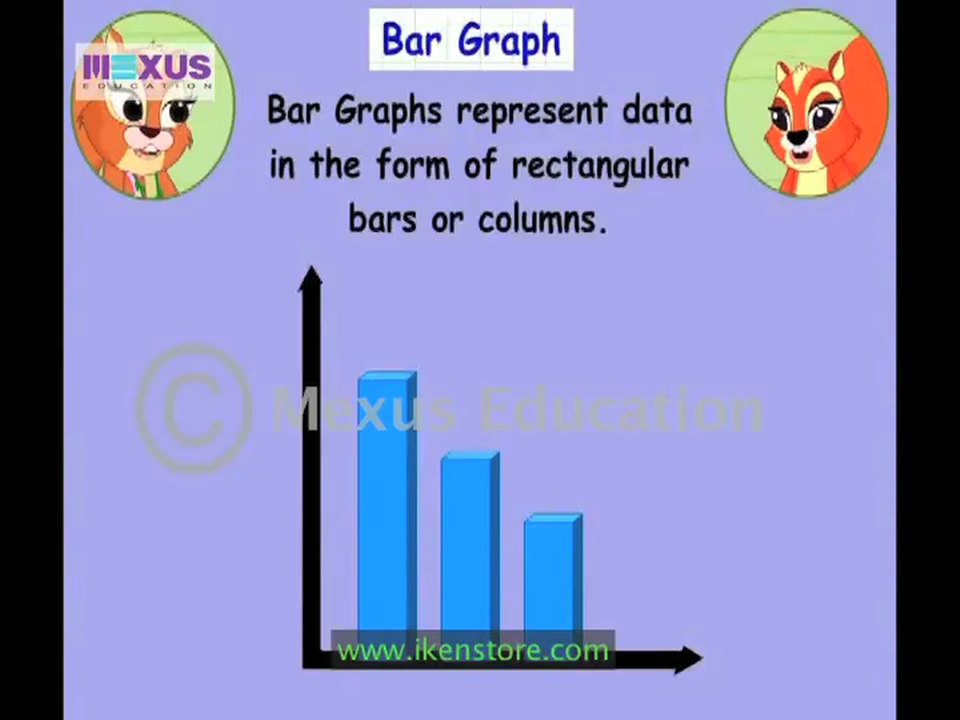 Bar Graph
MEXUS
EDUCATION
Bar Graphs represent data
in the form of rectangular
bars or columns.
© Mexus Education
www.ikenstore.com